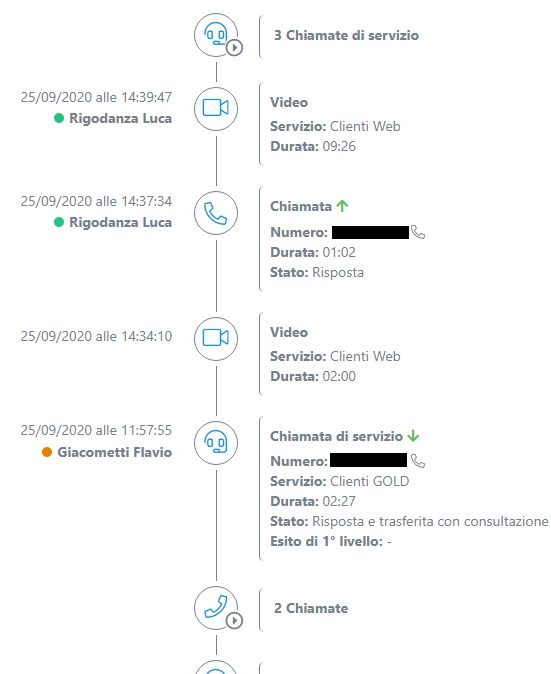 3 Chiamate di servizio
25/09/2020 alle 14:39:47
Rigodanza Luca
Video
Servizio: Clienti Web
Durata: 09:26
25/09/2020 alle 14:37:34
Rigodanza Luca
Chiamata
Numero:
Durata: 01:02
Stato: Risposta
25/09/2020 alle 14:34:10
Video
Servizio: Clienti Web
Durata: 02:00
25/09/2020 alle 11:57:55
Giacometti Flavio
Chiamata di servizio
Numero:
Servizio: Clienti GOLD
Durata: 02:27
Stato: Risposta e trasferita con consultazione
Esito di 1° livello: -
2 Chiamate